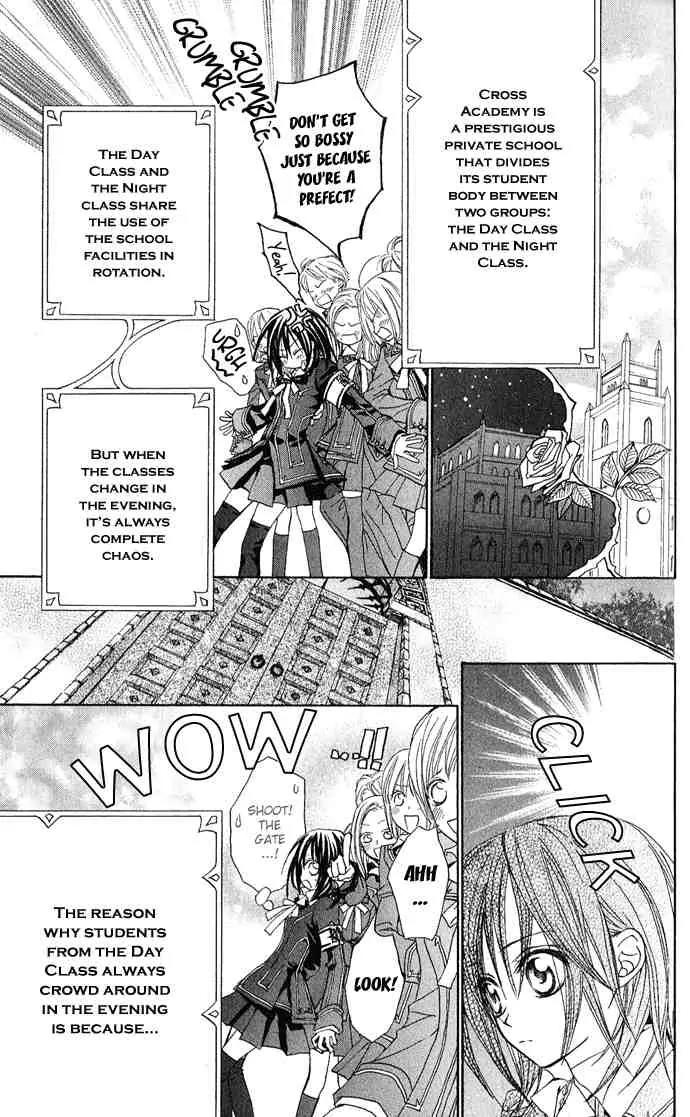 CROSS
ACADEMY IS
A PRESTIGIOUS
PRIVATE SCHOOL
THAT DIVIDES
ITS STUDENT
BODY BETWEEN
TWO GROUPS:
THE DAY CLASS
AND THE NIGHT
CLASS.
GRUMBLE
GRUMBLE
DON'T GET
SO BOSSY
JUST BECAUSE
YOU'RE A
PREFECT!
Yeah!
URGH
THE DAY
CLASS AND
THE NIGHT
CLASS SHARE
THE USE OF
THE SCHOOL
FACILITIES IN
ROTATION.
BUT WHEN
THE CLASSES
CHANGE IN
THE EVENING,
IT'S ALWAYS
COMPLETE
CHAOS.
CLICK
WOW ..!!
SHOOT!
THE
GATE
...!
AHH
...
LOOK!
THE REASON
WHY STUDENTS
FROM THE DAY
CLASS ALWAYS
CROWD AROUND
IN THE EVENING
IS BECAUSE...